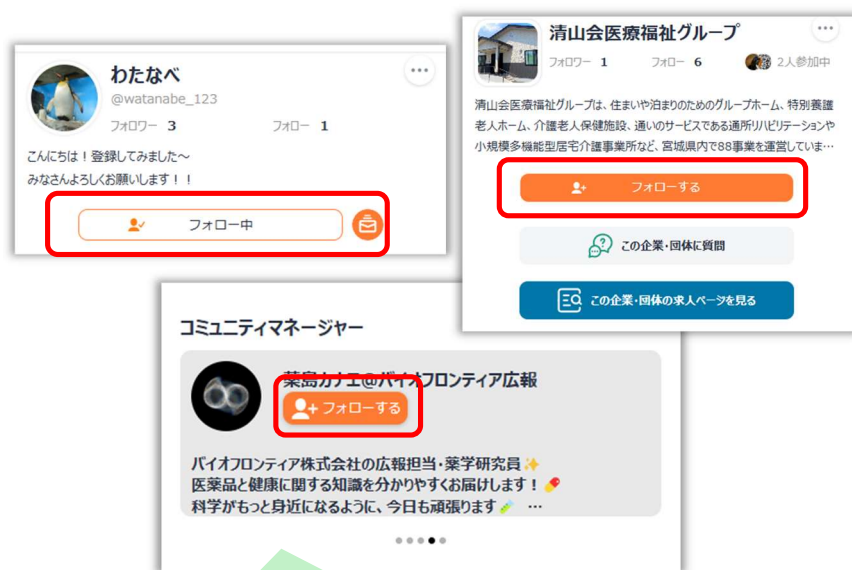 わたなべ
@watanabe_123
フォロワー 3 フォロー 1
こんにちは！登録してみました～
みなさんよろしくお願いします！！
フォロー中
清山会医療福祉グループ
フォロワー 1 フォロー 6 2人参加中
清山会医療福祉グループは、住まいや泊まりのためのグループホーム、特別養護
老人ホーム、介護老人保健施設、通いのサービスである通所リハビリテーションや
小規模多機能型居宅介護事業所など、宮城県内で88事業を運営していま…
フォローする
この企業・団体に質問
この企業・団体の求人ページを見る
コミュニティマネージャー
薬島カナエ@バイオフロンティア広報
フォローする
バイオフロンティア株式会社の広報担当・薬学研究員✨
医薬品と健康に関する知識を分かりやすくお届けします！💊
科学がもっと身近になるように、今日も頑張ります🧪 …